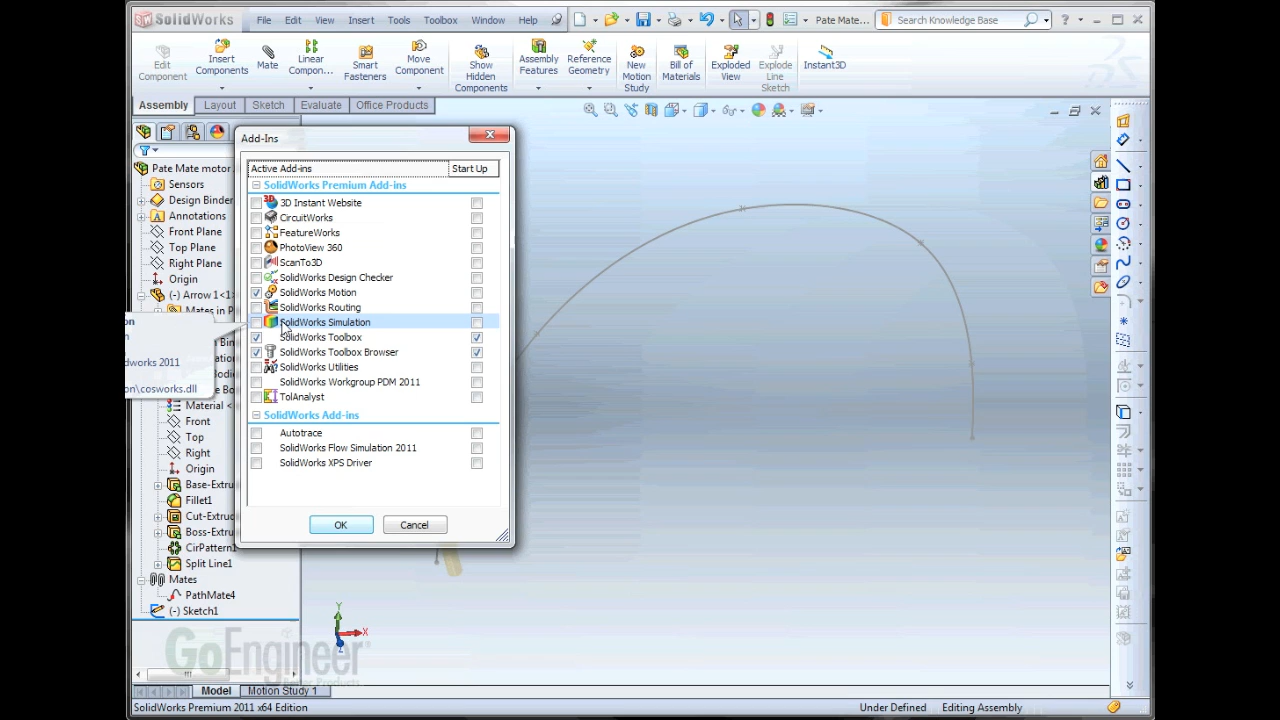 SolidWorks File Edit View Insert Tools Toolbox Window Help Pate Mate... Search Knowledge Base
Edit Component
Insert Components
Mate
Linear Compon...
Smart Fasteners
Move Component
Show Hidden Components
Assembly Features
Reference Geometry
New Motion Study
Bill of Materials
Exploded View
Explode Line Sketch
Instant3D
Assembly Layout Sketch Evaluate Office Products
Pate Mate motor
Sensors
Design Binder
Annotations
Front Plane
Top Plane
Right Plane
Origin
(-) Arrow 1<1>
Mates in P
on
n
dworks 2011
on\cosworks.dll
Material <
Front
Top
Right
Origin
Base-Extru
Fillet1
Cut-Extru
Boss-Extru
CirPattern1
Split Line1
Mates
PathMate4
(-) Sketch1
Add-Ins
Active Add-ins Start Up
SolidWorks Premium Add-ins
3D Instant Website
CircuitWorks
FeatureWorks
PhotoView 360
ScanTo3D
SolidWorks Design Checker
SolidWorks Motion
SolidWorks Routing
SolidWorks Simulation
SolidWorks Toolbox
SolidWorks Toolbox Browser
SolidWorks Utilities
SolidWorks Workgroup PDM 2011
TolAnalyst
SolidWorks Add-ins
Autotrace
SolidWorks Flow Simulation 2011
SolidWorks XPS Driver
OK Cancel
Y
X
GoEngineer
Model Motion Study 1
SolidWorks Premium 2011 x64 Edition Under Defined Editing Assembly